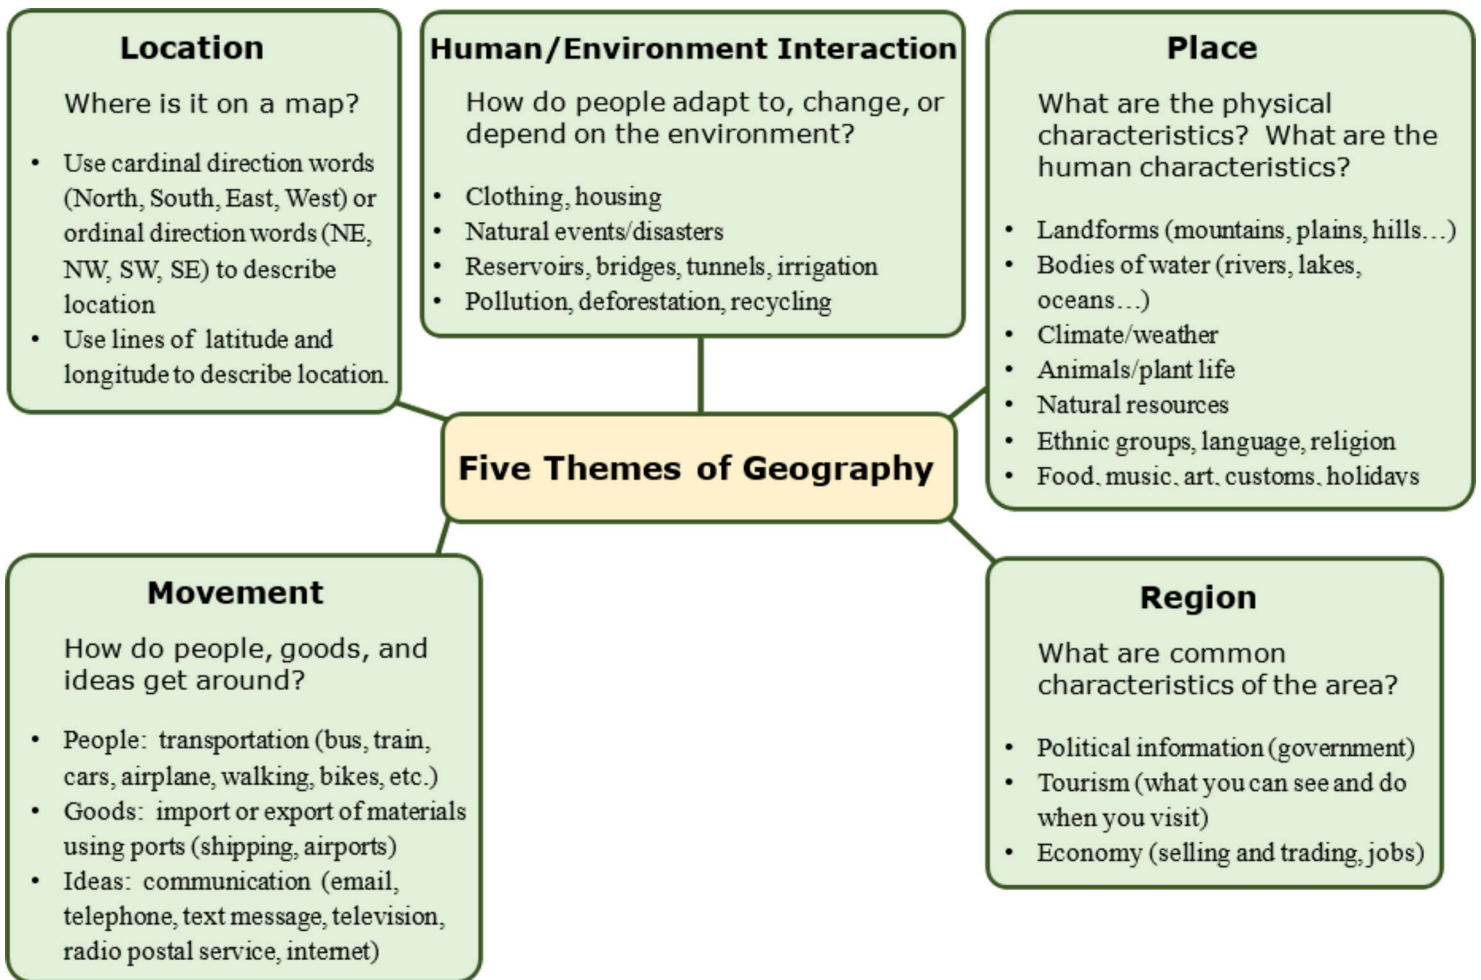 Location
Where is it on a map?
• Use cardinal direction words
(North, South, East, West) or
ordinal direction words (NE,
NW, SW, SE) to describe
location
• Use lines of latitude and
longitude to describe location.
Human/Environment Interaction
How do people adapt to, change, or
depend on the environment?
• Clothing, housing
• Natural events/disasters
• Reservoirs, bridges, tunnels, irrigation
• Pollution, deforestation, recycling
Place
What are the physical
characteristics? What are the
human characteristics?
• Landforms (mountains, plains, hills…)
• Bodies of water (rivers, lakes,
oceans…)
• Climate/weather
• Animals/plant life
• Natural resources
• Ethnic groups, language, religion
• Food, music, art, customs, holidays
Five Themes of Geography
Movement
How do people, goods, and
ideas get around?
• People: transportation (bus, train,
cars, airplane, walking, bikes, etc.)
• Goods: import or export of materials
using ports (shipping, airports)
• Ideas: communication (email,
telephone, text message, television,
radio postal service, internet)
Region
What are common
characteristics of the area?
• Political information (government)
• Tourism (what you can see and do
when you visit)
• Economy (selling and trading, jobs)